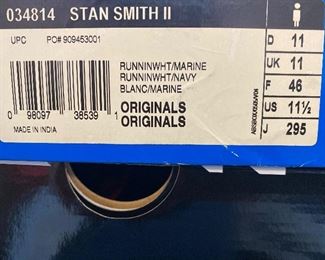 034814 STAN SMITH II
UPC PO# 909453001
RUNNINWHT/MARINE
RUNNINWHT/NAVY
BLANC/MARINE
ORIGINALS
ORIGINALS
0 98097 38539 1
MADE IN INDIA
D 11
UK 11
F 46
US 11½
J 295